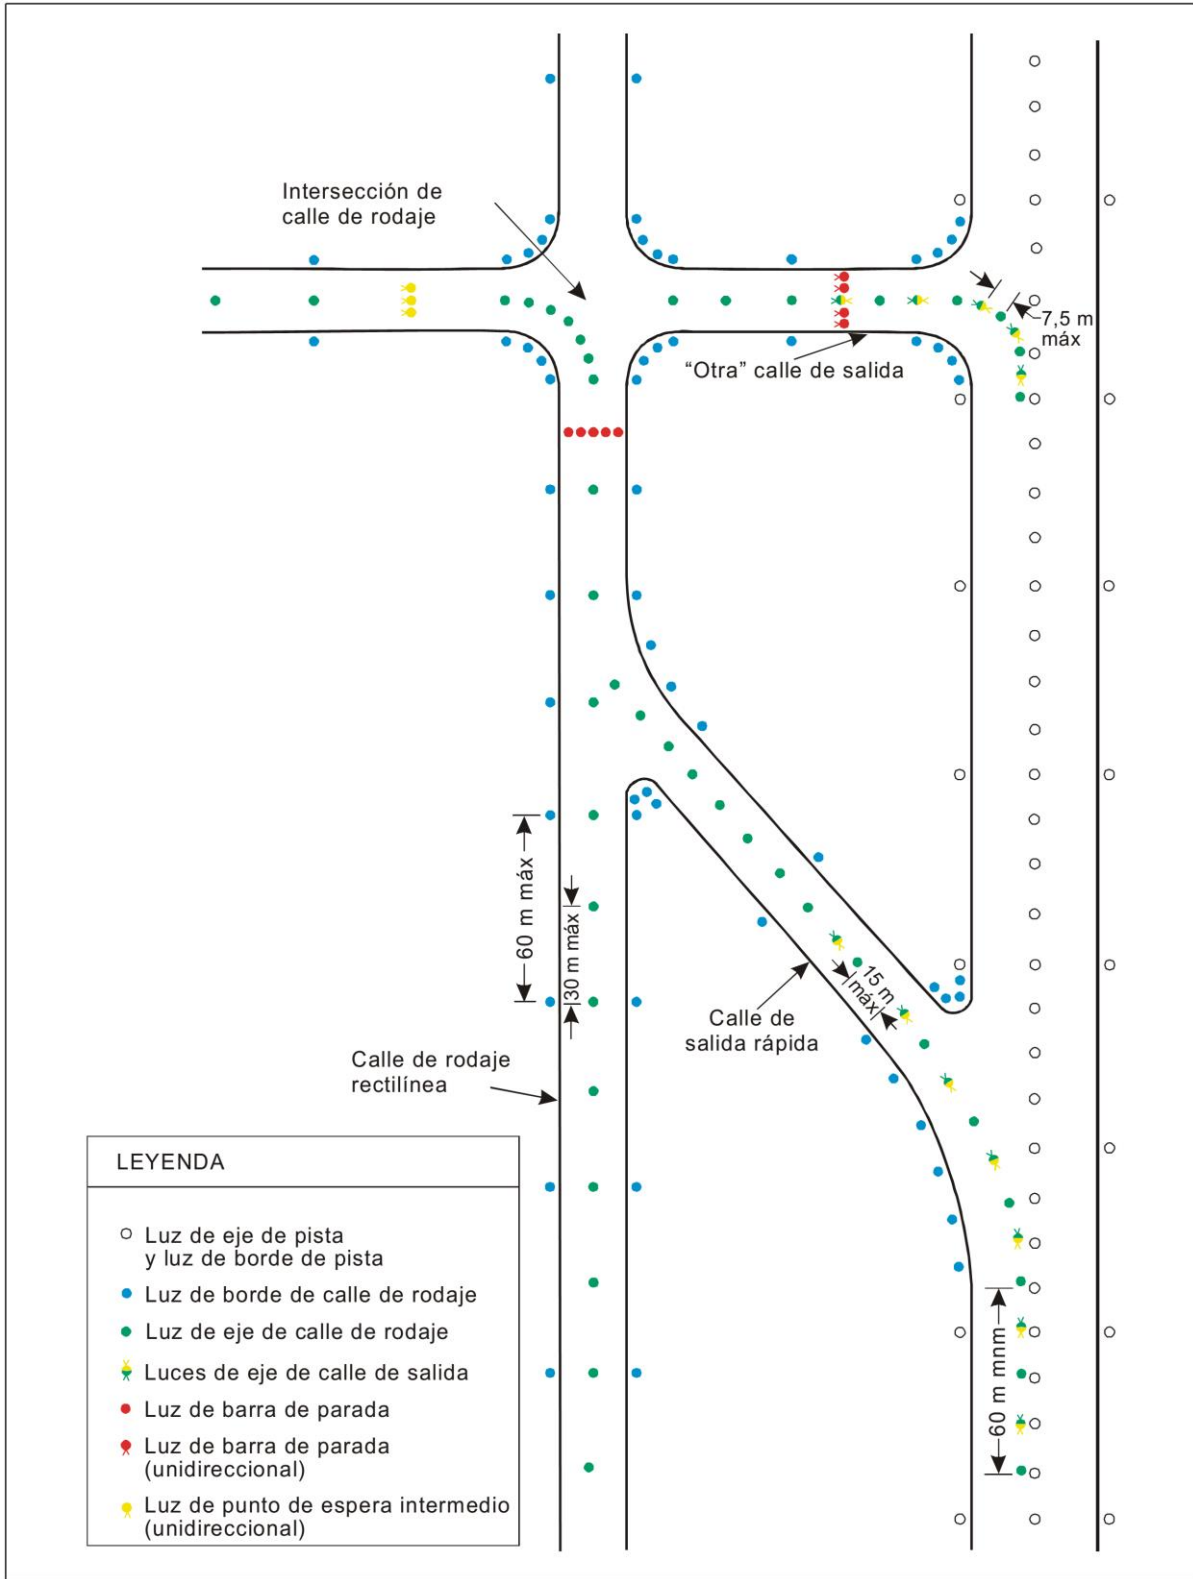 Intersección de
calle de rodaje
7,5 m
máx
“Otra” calle de salida
60 m máx
30 m máx
15 m
máx
Calle de
salida rápida
Calle de rodaje
rectilínea
60 m mnm
LEYENDA
Luz de eje de pista
y luz de borde de pista
Luz de borde de calle de rodaje
Luz de eje de calle de rodaje
Luces de eje de calle de salida
Luz de barra de parada
Luz de barra de parada
(unidireccional)
Luz de punto de espera intermedio
(unidireccional)